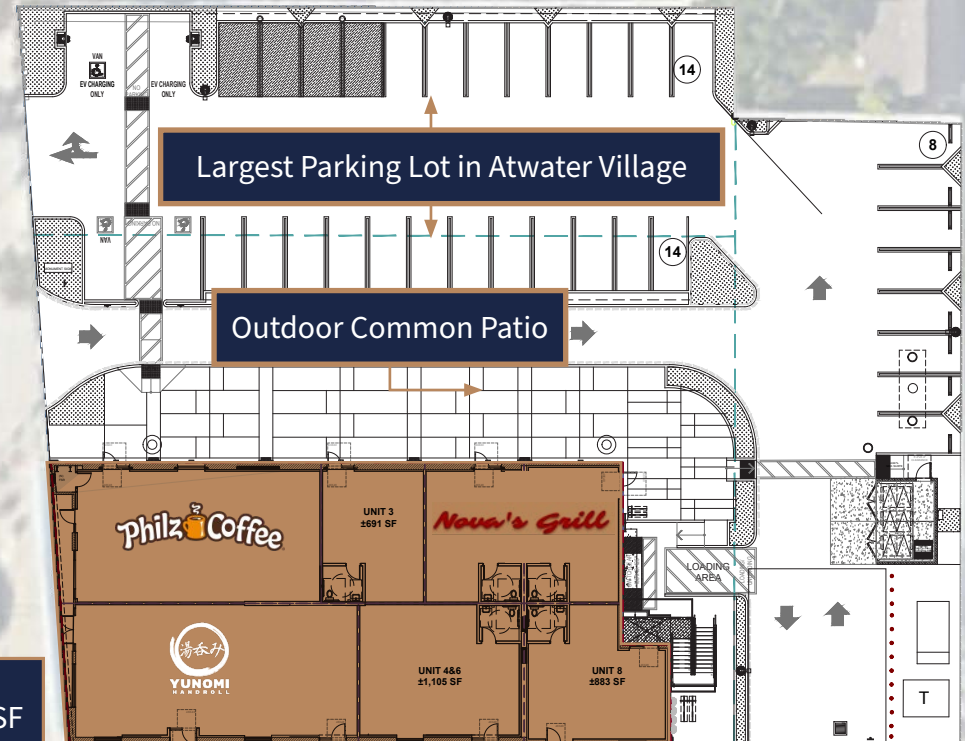 VAN
EV CHARGING
ONLY
NO
EV CHARGING
ONLY
14
8
Largest Parking Lot in Atwater Village
VAN
14
Outdoor Common Patio
Philz Coffee
UNIT 3
±691 SF
Nova's Grill
LOADING
AREA
湯呑み
YUNOMI
HANDROLL
UNIT 4&6
±1,105 SF
UNIT 8
±883 SF
SF
T